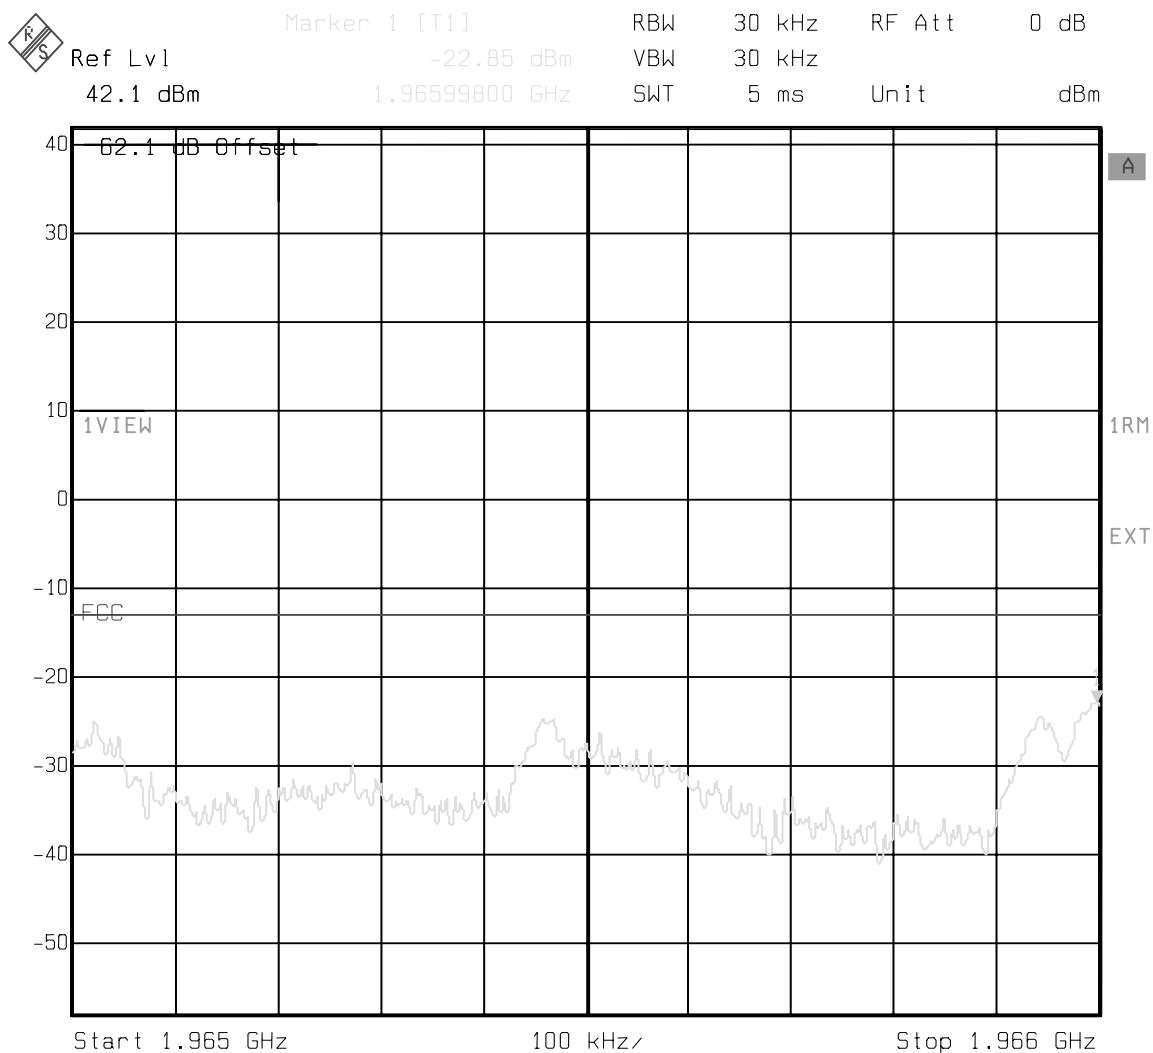 R
S
Marker 1 [T1]
RBW 30 kHz
RF Att 0 dB
Ref Lvl
-22.85 dBm
VBW 30 kHz
42.1 dBm
1.96599800 GHz
SWT 5 ms
Unit dBm
40
62.1 dB Offset
A
30
20
10
1VIEW
1RM
0
EXT
-10
FCC
-20
-30
-40
-50
Start 1.965 GHz
100 kHz/
Stop 1.966 GHz